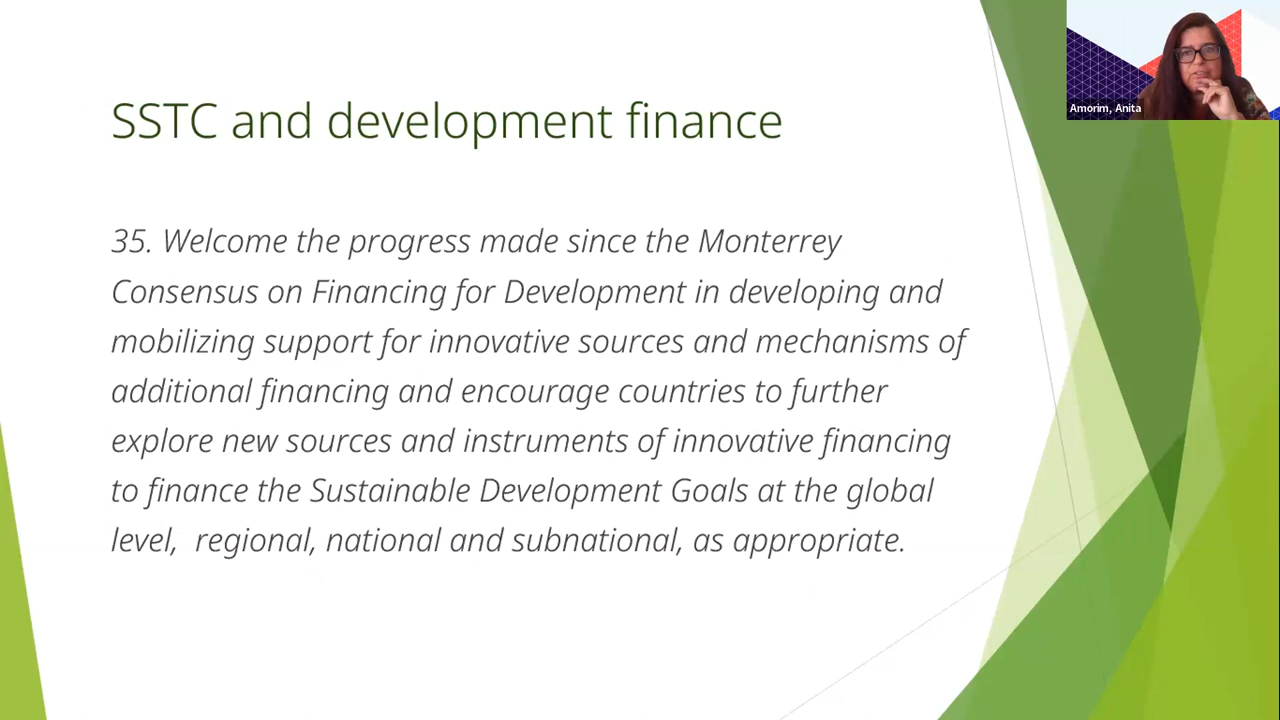 SSTC and development finance
35. Welcome the progress made since the Monterrey
Consensus on Financing for Development in developing and
mobilizing support for innovative sources and mechanisms of
additional financing and encourage countries to further
explore new sources and instruments of innovative financing
to finance the Sustainable Development Goals at the global
level,  regional, national and subnational, as appropriate.
Amorim, Anita